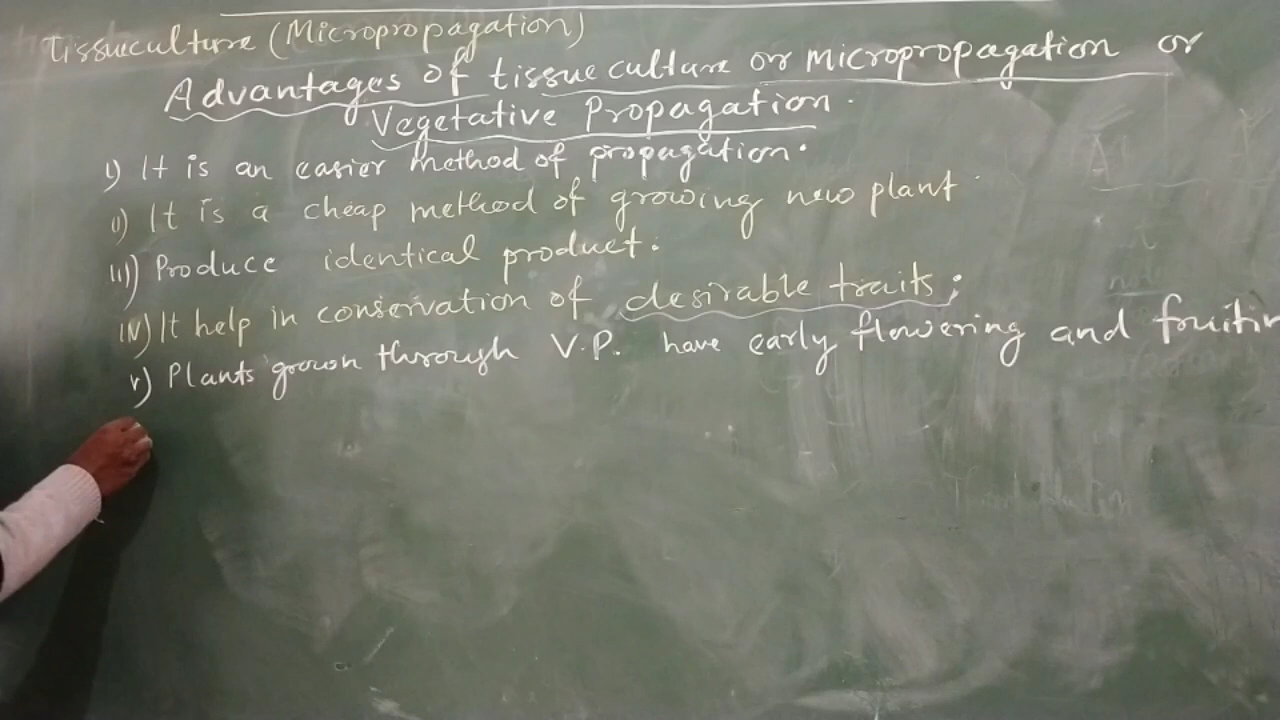 Tissueculture (Micropropagation)
Advantages of tissue culture or Micropropagation or
Vegetative Propagation.
i) It is an easier method of propagation.
ii) It is a cheap method of growing new plant.
iii) Produce identical product.
iv) It help in conservation of desirable traits.
v) Plants grown through V.P. have early flowering and fruitin